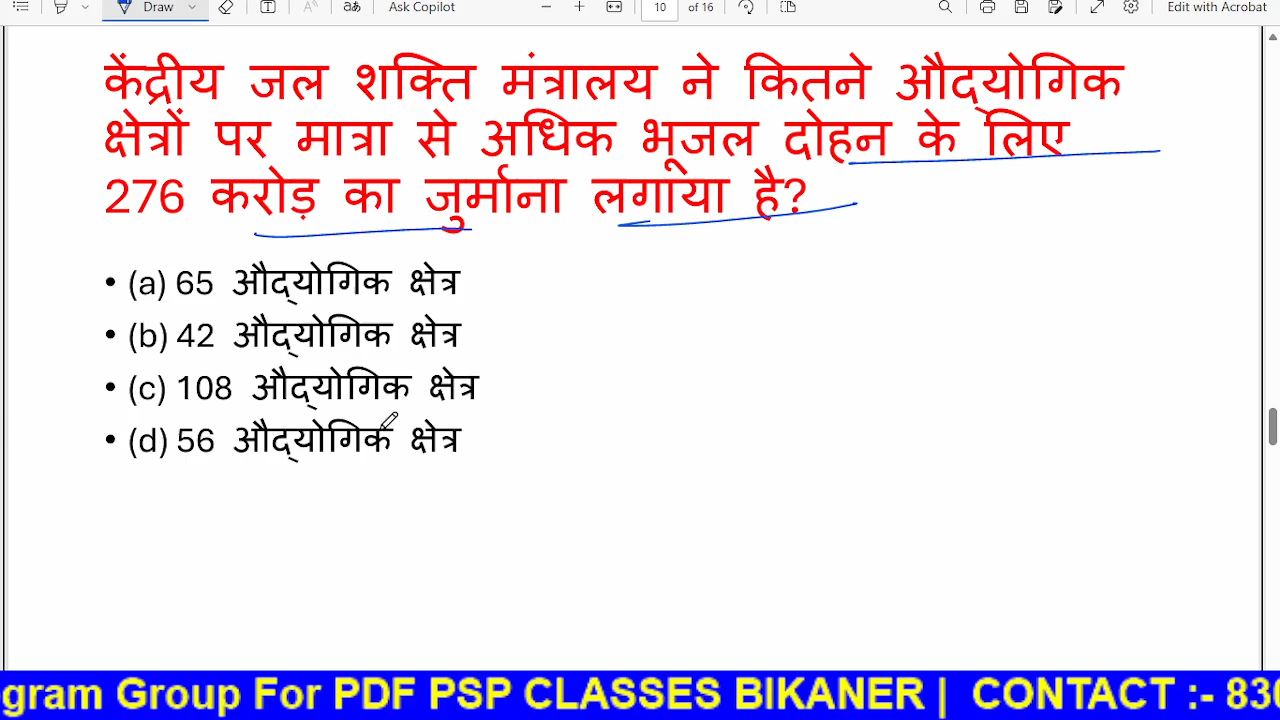 Draw
Ask Copilot
10 of 16
Edit with Acrobat
केंद्रीय जल शक्ति मंत्रालय ने कितने औद्योगिक
क्षेत्रों पर मात्रा से अधिक भूजल दोहन के लिए
276 करोड़ का जुर्माना लगाया है?
• (a) 65 औद्योगिक क्षेत्र
• (b) 42 औद्योगिक क्षेत्र
• (c) 108 औद्योगिक क्षेत्र
• (d) 56 औद्योगिक क्षेत्र
gram Group For PDF PSP CLASSES BIKANER | CONTACT :- 830